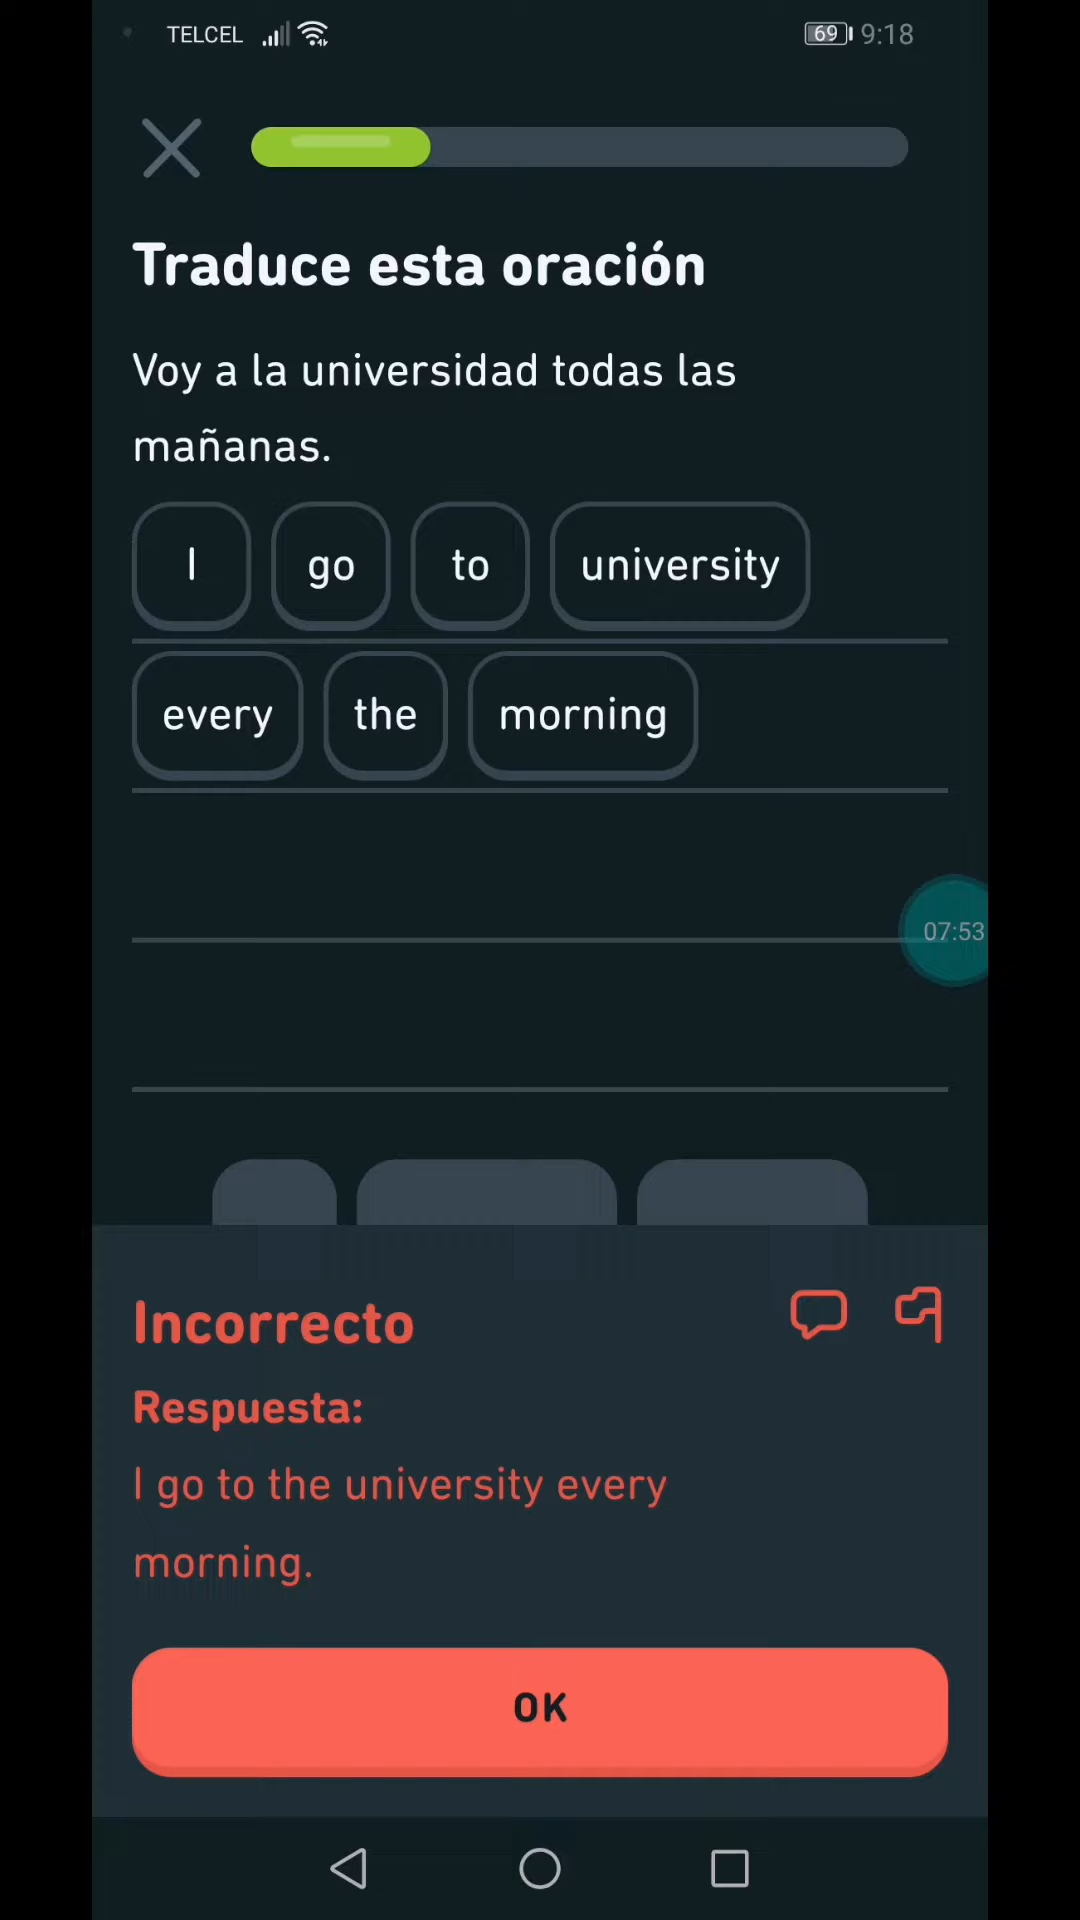 TELCEL 69 9:18
Traduce esta oración
Voy a la universidad todas las
mañanas.
I go to university
every the morning
07:53
Incorrecto
Respuesta:
I go to the university every
morning.
OK